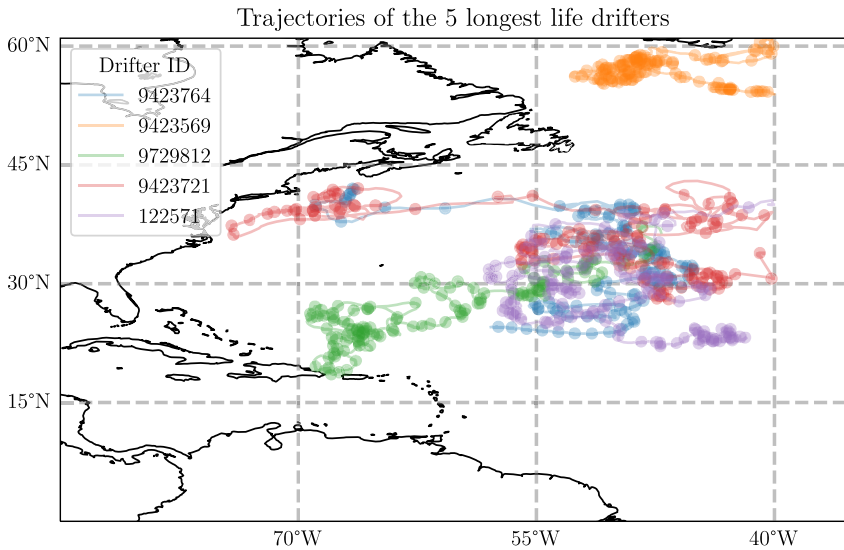 Trajectories of the 5 longest life drifters
60°N
45°N
30°N
15°N
Drifter ID
9423764
9423569
9729812
9423721
122571
70°W
55°W
40°W